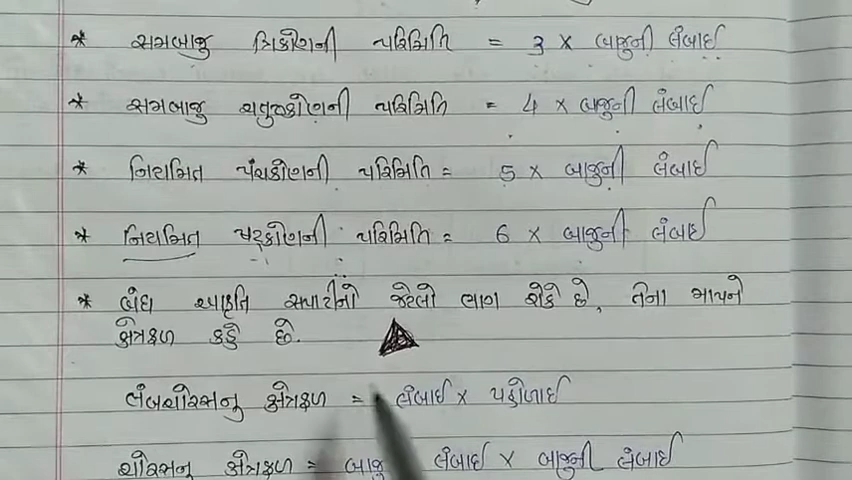 * સમબાજુ ત્રિકોણની પરિમિતિ = 3 × બાજુની લંબાઈ
* સમબાજુ ચતુષ્કોણની પરિમિતિ = 4 × બાજુની લંબાઈ
* નિયમિત પંચકોણની પરિમિતિ = 5 × બાજુની લંબાઈ
* નિયમિત ષટ્કોણની પરિમિતિ = 6 × બાજુની લંબાઈ
* બંધ આકૃતિ સપાટીનો જેટલો ભાગ રોકે છે, તેના માપને
ક્ષેત્રફળ કહે છે.
લંબચોરસનુ ક્ષેત્રફળ = લંબાઈ × પહોળાઈ
ચોરસનુ ક્ષેત્રફળ = બાજુ લંબાઈ × બાજુની લંબાઈ